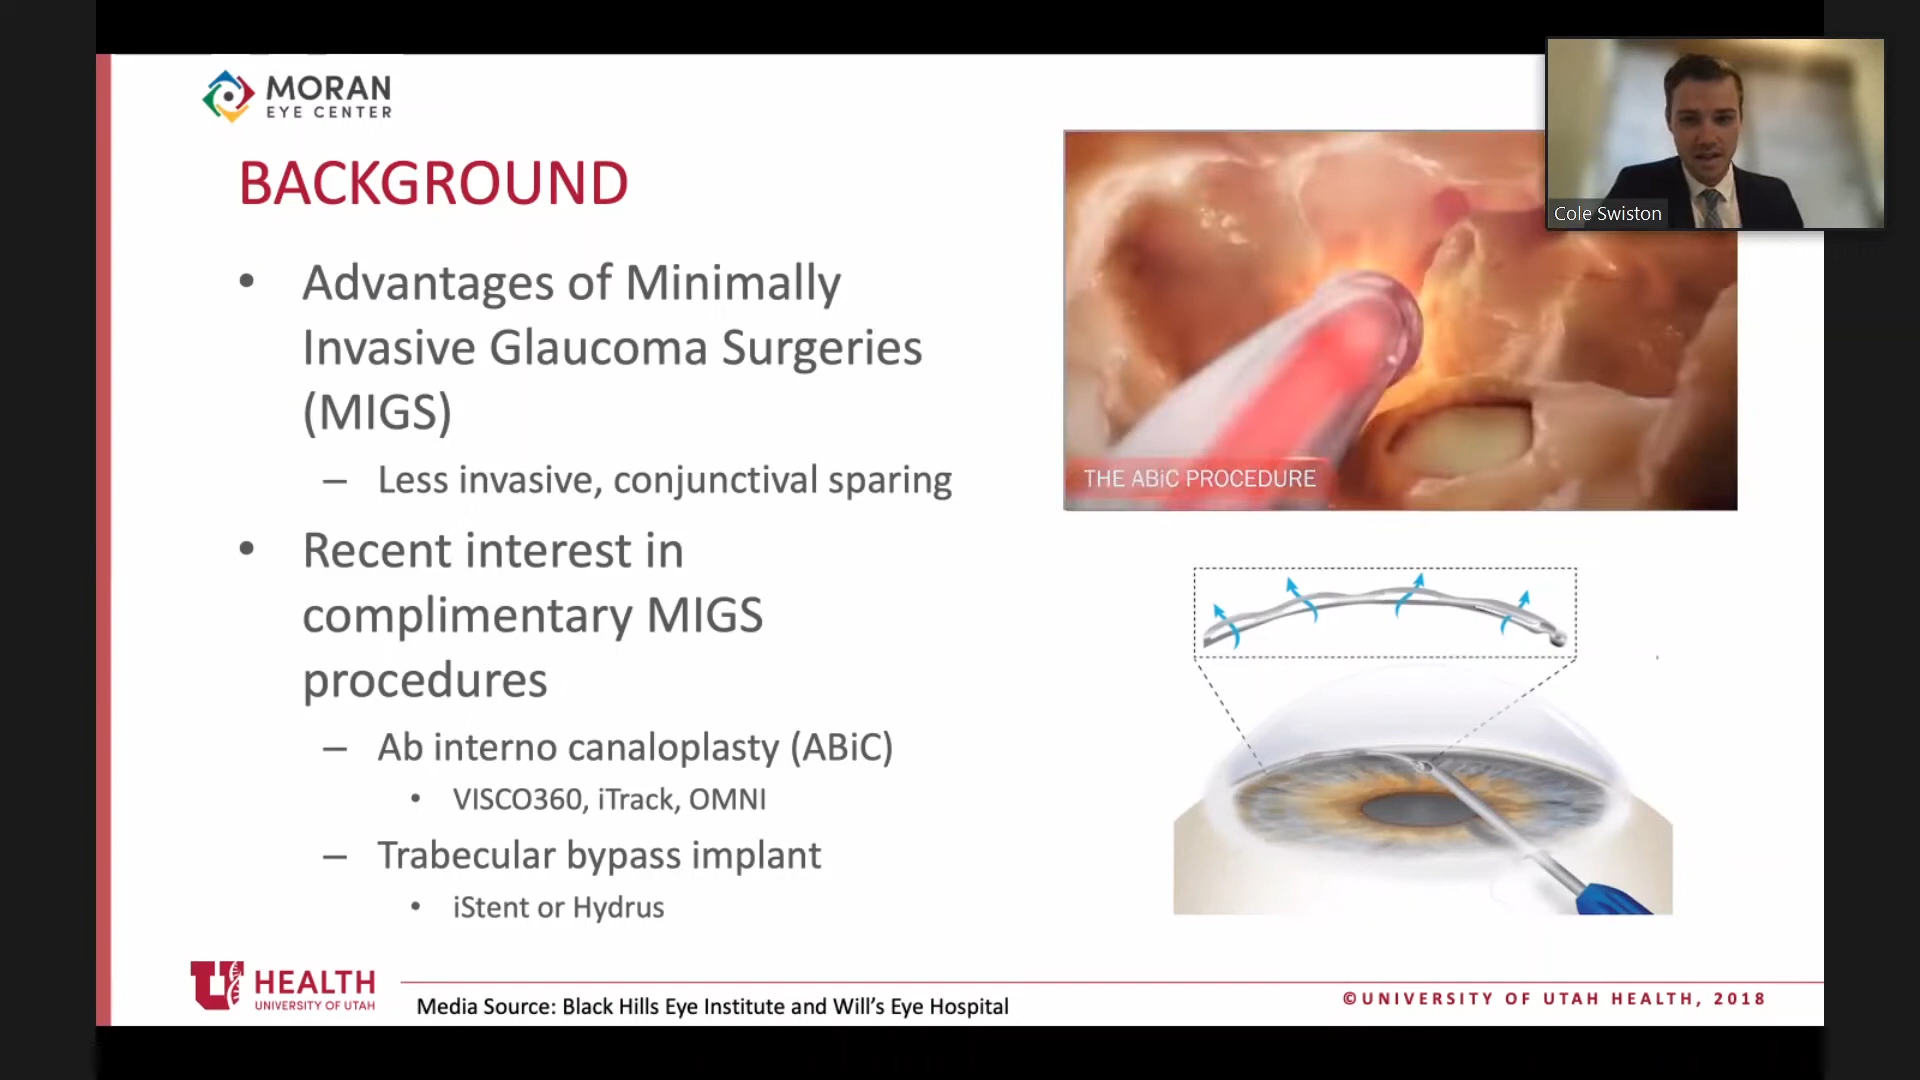 MORAN
EYE CENTER
BACKGROUND
• Advantages of Minimally
Invasive Glaucoma Surgeries
(MIGS)
– Less invasive, conjunctival sparing
• Recent interest in
complimentary MIGS
procedures
– Ab interno canaloplasty (ABiC)
• VISCO360, iTrack, OMNI
– Trabecular bypass implant
• iStent or Hydrus
THE ABiC PROCEDURE
Cole Swiston
U HEALTH
UNIVERSITY OF UTAH
Media Source: Black Hills Eye Institute and Will's Eye Hospital
©UNIVERSITY OF UTAH HEALTH, 2018